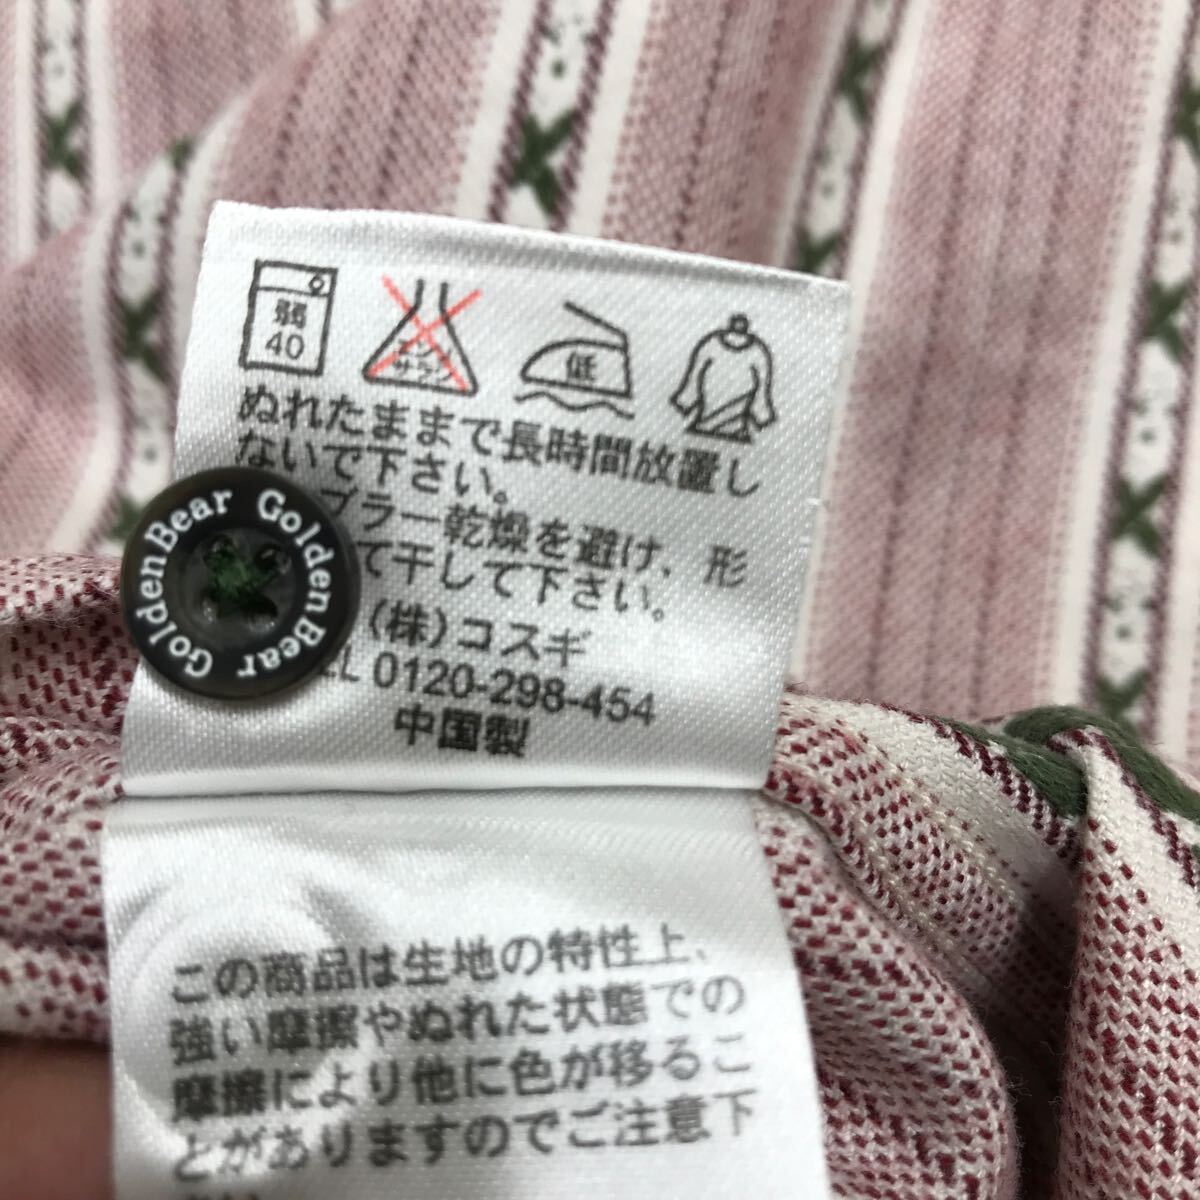 弱
40
エンソ
サラシ
低
ぬれたままで長時間放置し
ないで下さい。
ブラー乾燥を避け、形
て干して下さい。
(株)コスギ
0120-298-454
中国製
GoldenBear GoldenBear
この商品は生地の特性上、
強い摩擦やぬれた状態での
摩擦により他に色が移るこ
とがありますのでご注意下